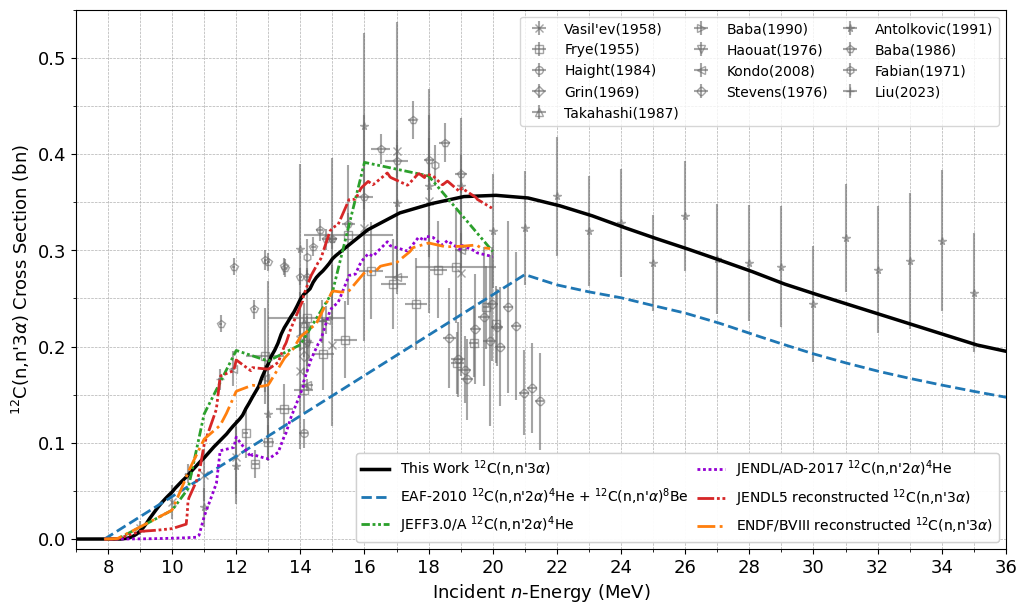 Vasil'ev(1958)
Frye(1955)
Haight(1984)
Grin(1969)
Takahashi(1987)
Baba(1990)
Haouat(1976)
Kondo(2008)
Stevens(1976)
Antolkovic(1991)
Baba(1986)
Fabian(1971)
Liu(2023)
¹²C(n,n'3α) Cross Section (bn)
0.5
0.4
0.3
0.2
0.1
0.0
This Work ¹²C(n,n'3α)
EAF-2010 ¹²C(n,n'2α)⁴He + ¹²C(n,n'α)⁸Be
JEFF3.0/A ¹²C(n,n'2α)⁴He
JENDL/AD-2017 ¹²C(n,n'2α)⁴He
JENDL5 reconstructed ¹²C(n,n'3α)
ENDF/BVIII reconstructed ¹²C(n,n'3α)
8 10 12 14 16 18 20 22 24 26 28 30 32 34 36
Incident n-Energy (MeV)